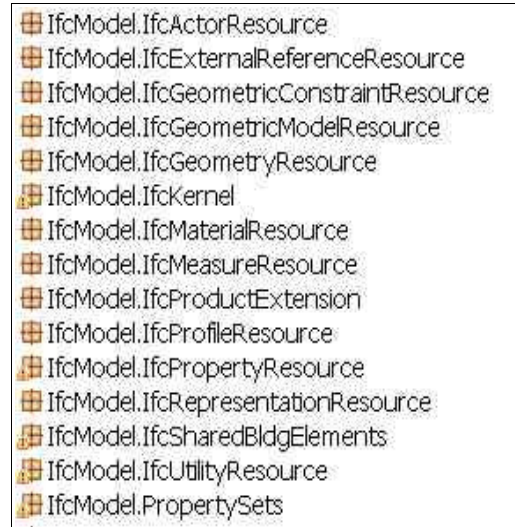 IfcModel.IfcActorResource
IfcModel.IfcExternalReferenceResource
IfcModel.IfcGeometricConstraintResource
IfcModel.IfcGeometricModelResource
IfcModel.IfcGeometryResource
IfcModel.IfcKernel
IfcModel.IfcMaterialResource
IfcModel.IfcMeasureResource
IfcModel.IfcProductExtension
IfcModel.IfcProfileResource
IfcModel.IfcPropertyResource
IfcModel.IfcRepresentationResource
IfcModel.IfcSharedBldgElements
IfcModel.IfcUtilityResource
IfcModel.PropertySets